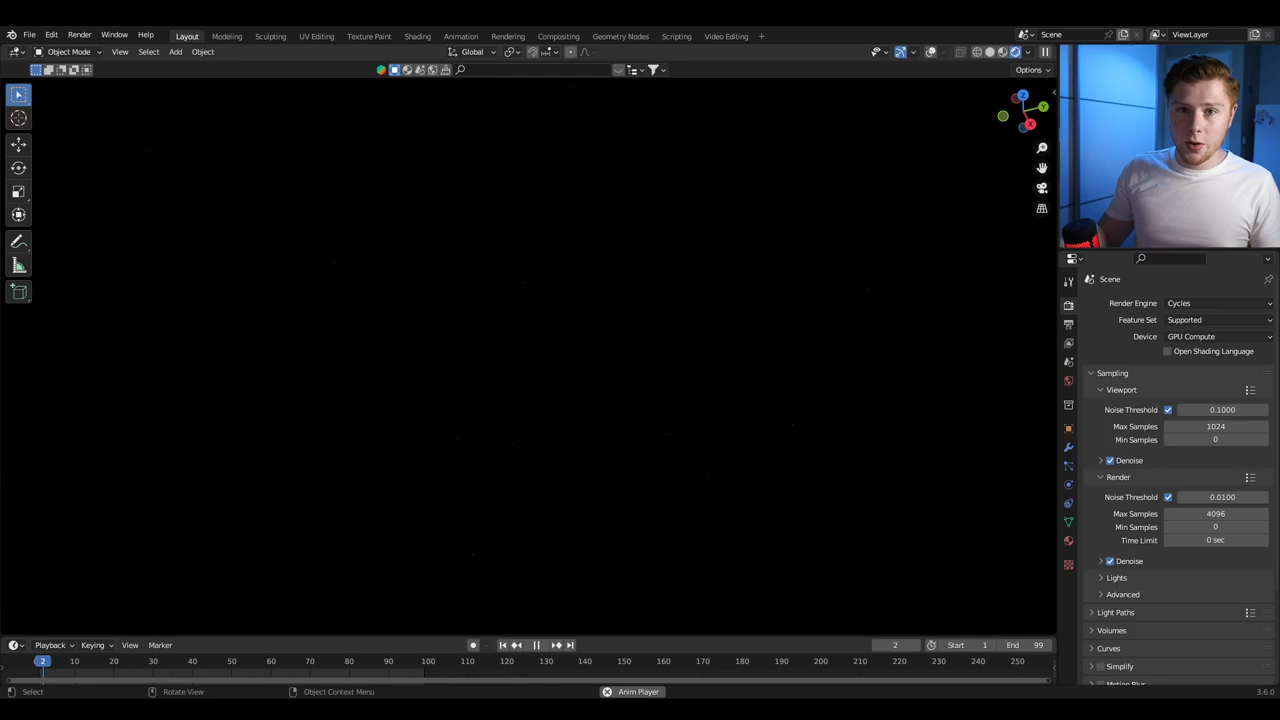 File Edit Render Window Help Layout Modeling Sculpting UV Editing Texture Paint Shading Animation Rendering Compositing Geometry Nodes Scripting Video Editing + Scene ViewLayer
Object Mode View Select Add Object Global
Options
Z
Y
X
Scene
Render Engine Cycles
Feature Set Supported
Device GPU Compute
Open Shading Language
Sampling
Viewport
Noise Threshold 0.1000
Max Samples 1024
Min Samples 0
Denoise
Render
Noise Threshold 0.0100
Max Samples 4096
Min Samples 0
Time Limit 0 sec
Denoise
Lights
Advanced
Light Paths
Volumes
Curves
Simplify
Playback Keying View Marker 2 Start 1 End 99
2 10 20 30 40 50 60 70 80 90 100 110 120 130 140 150 160 170 180 190 200 210 220 230 240 250
Select Rotate View Object Context Menu Anim Player 3.6.0